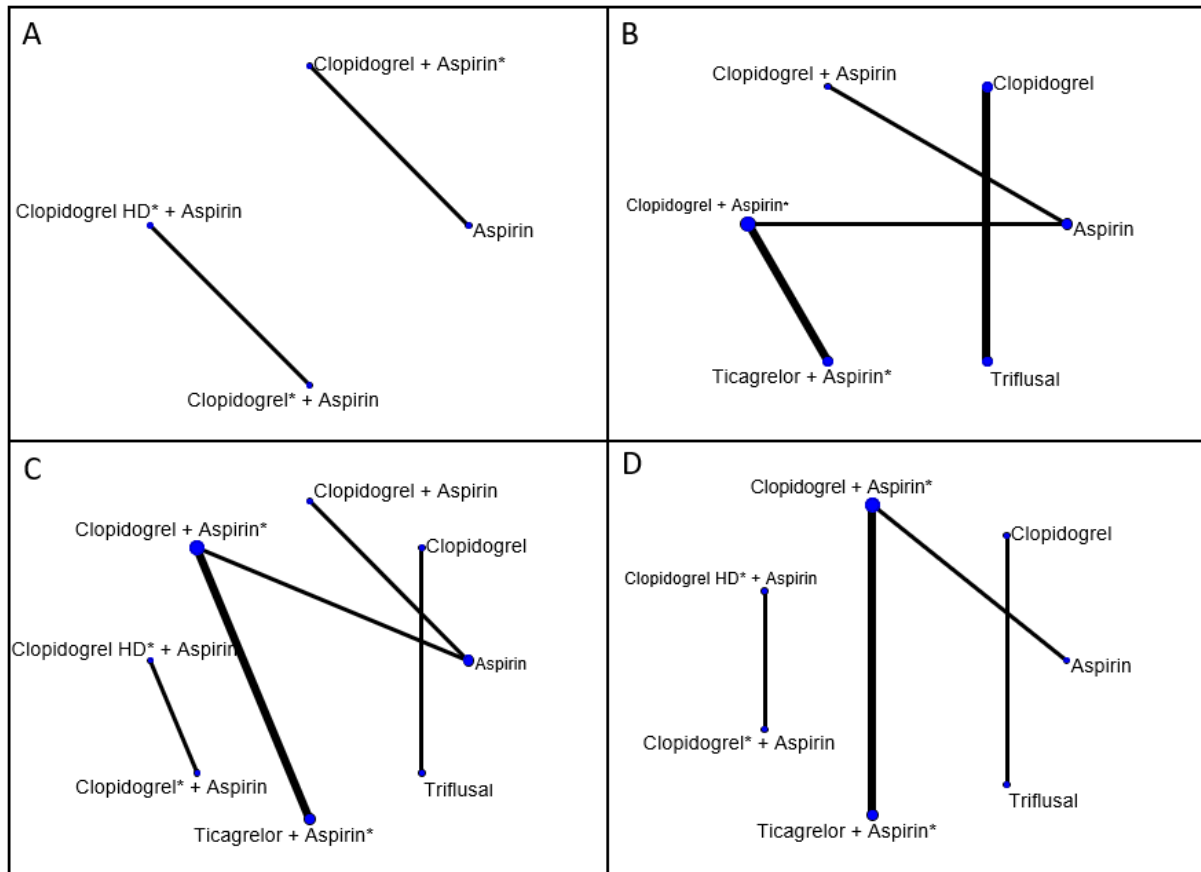 A
Clopidogrel + Aspirin*
Clopidogrel HD* + Aspirin
Aspirin
Clopidogrel* + Aspirin
B
Clopidogrel + Aspirin
Clopidogrel
Clopidogrel + Aspirin*
Aspirin
Ticagrelor + Aspirin*
Triflusal
C
Clopidogrel + Aspirin
Clopidogrel + Aspirin*
Clopidogrel
Clopidogrel HD* + Aspirin
Aspirin
Clopidogrel* + Aspirin
Triflusal
Ticagrelor + Aspirin*
D
Clopidogrel + Aspirin*
Clopidogrel
Clopidogrel HD* + Aspirin
Aspirin
Clopidogrel* + Aspirin
Triflusal
Ticagrelor + Aspirin*